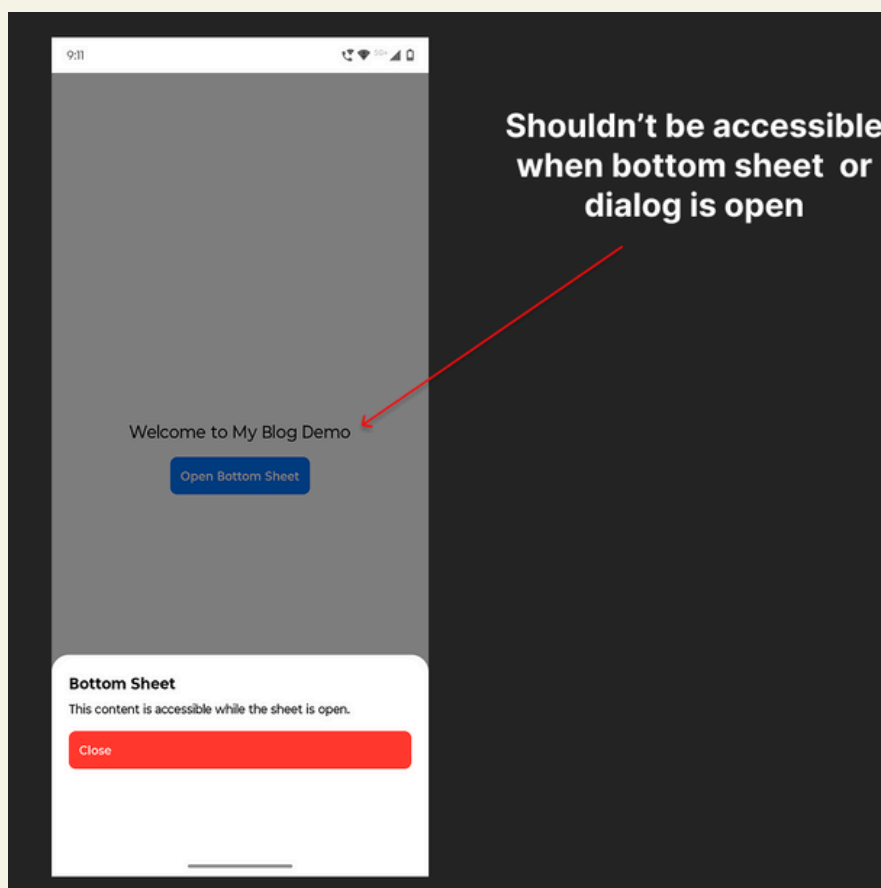 9:11
5G+
Shouldn't be accessible
when bottom sheet or
dialog is open
Welcome to My Blog Demo
Open Bottom Sheet
Bottom Sheet
This content is accessible while the sheet is open.
Close